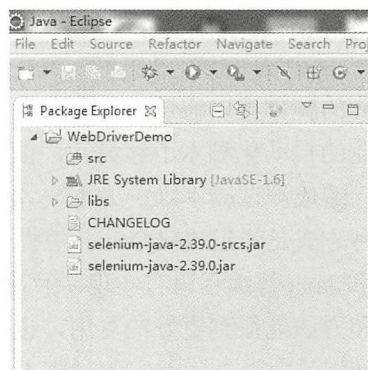 Java - Eclipse
File Edit Source Refactor Navigate Search Proj
Package Explorer
WebDriverDemo
src
JRE System Library [JavaSE-1.6]
libs
CHANGELOG
selenium-java-2.39.0-srcs.jar
selenium-java-2.39.0.jar